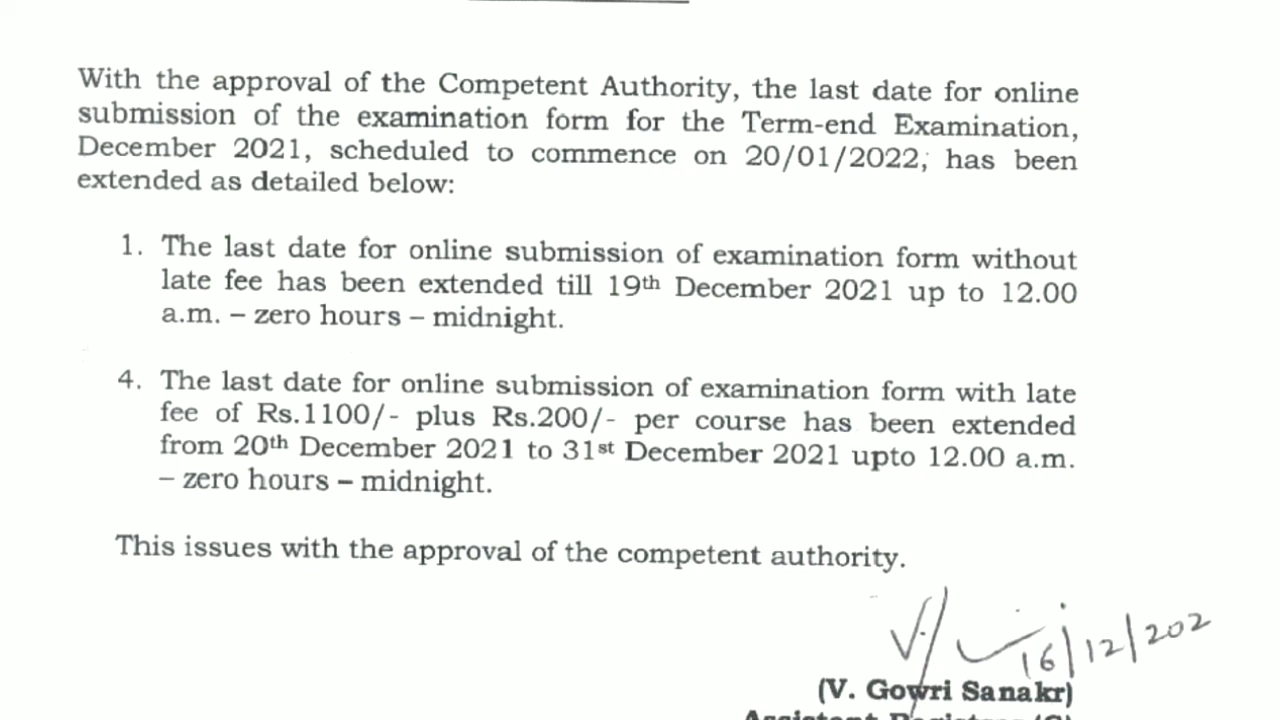 With the approval of the Competent Authority, the last date for online
submission of the examination form for the Term-end Examination,
December 2021, scheduled to commence on 20/01/2022, has been
extended as detailed below:
1. The last date for online submission of examination form without
late fee has been extended till 19th December 2021 up to 12.00
a.m. – zero hours – midnight.
4. The last date for online submission of examination form with late
fee of Rs.1100/- plus Rs.200/- per course has been extended
from 20th December 2021 to 31st December 2021 upto 12.00 a.m.
– zero hours – midnight.
This issues with the approval of the competent authority.
16/12/202
(V. Gowri Sanakr)